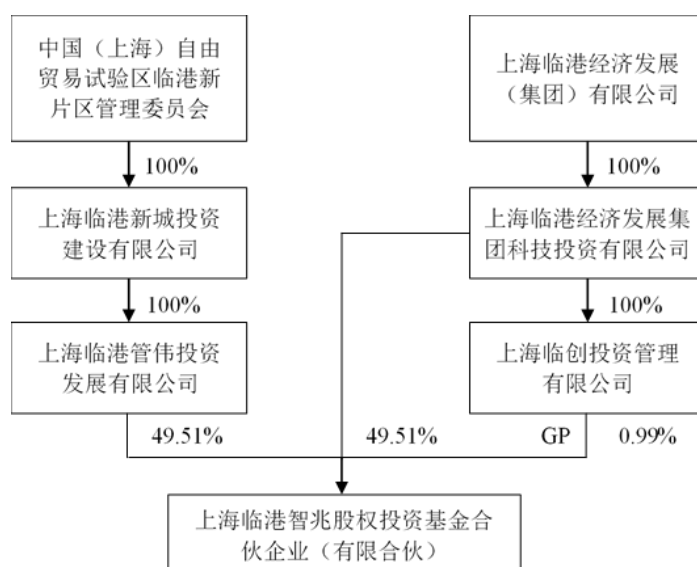 中国（上海）自由
贸易试验区临港新
片区管理委员会
上海临港经济发展
（集团）有限公司
100%
100%
上海临港新城投资
建设有限公司
上海临港经济发展集
团科技投资有限公司
100%
100%
上海临港管伟投资
发展有限公司
上海临创投资管理
有限公司
49.51%
49.51%
GP
0.99%
上海临港智兆股权投资基金合
伙企业（有限合伙）